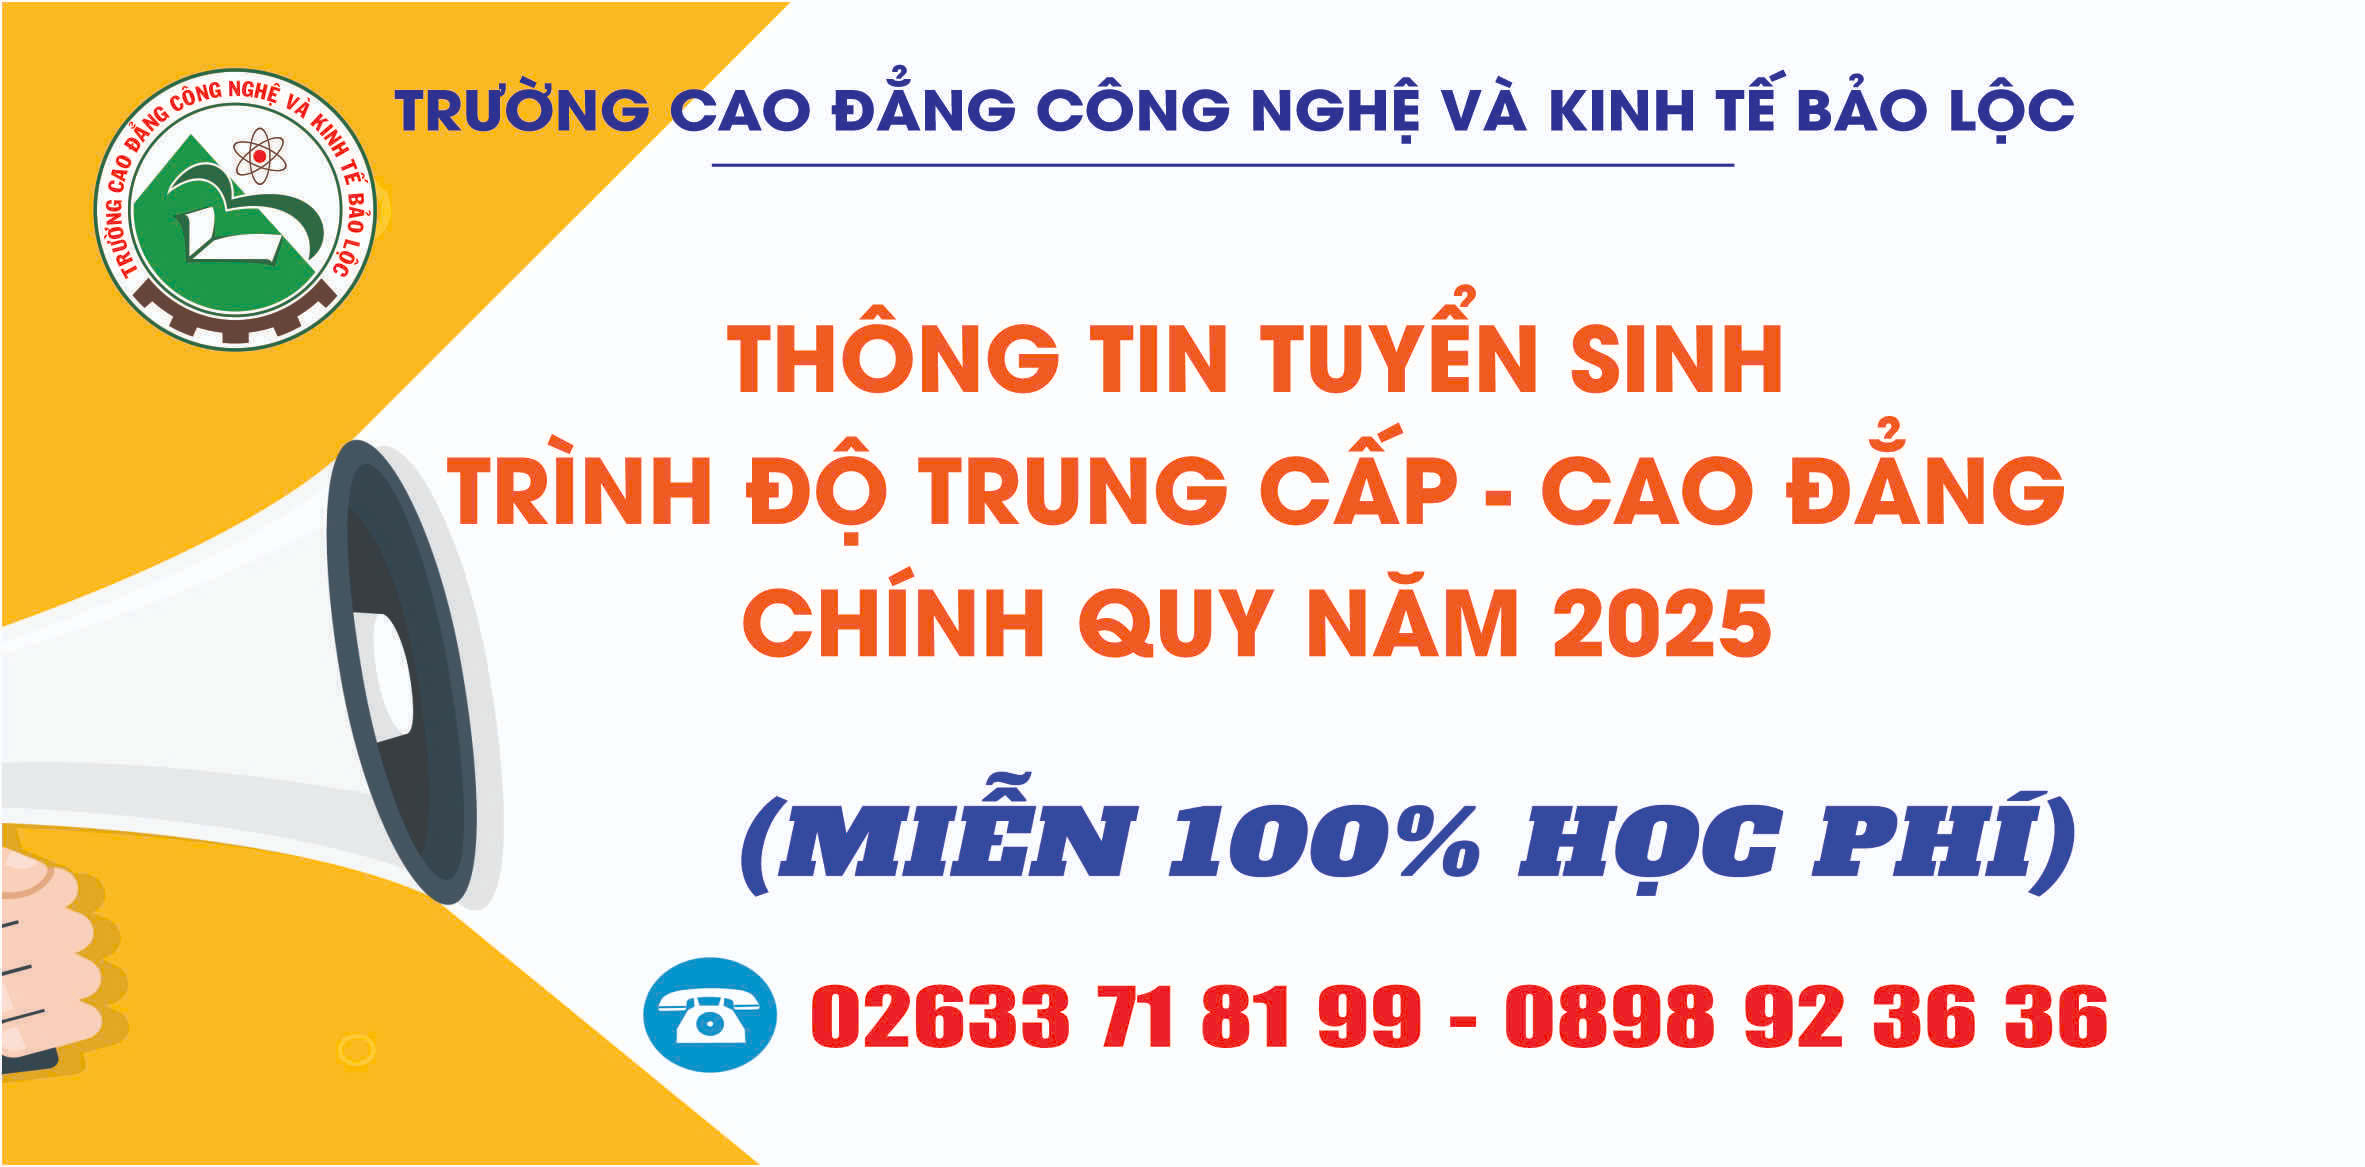 TRƯỜNG CAO ĐẲNG CÔNG NGHỆ VÀ KINH TẾ BẢO LỘC
TRƯỜNG CAO ĐẲNG CÔNG NGHỆ VÀ KINH TẾ BẢO LỘC
THÔNG TIN TUYỂN SINH
TRÌNH ĐỘ TRUNG CẤP - CAO ĐẲNG
CHÍNH QUY NĂM 2025
(MIỄN 100% HỌC PHÍ)
02633 71 81 99 - 0898 92 36 36